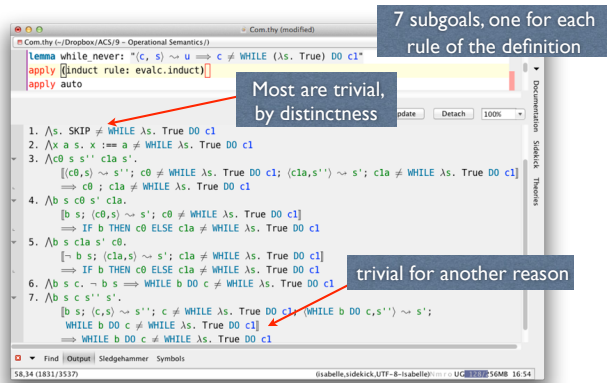 Com.thy (modified)
7 subgoals, one for each
rule of the definition
Com.thy (~/Dropbox/ACS/9 – Operational Semantics/)
lemma while_never: "⟨c, s⟩ ⇝ u ⟹ c ≠ WHILE (λs. True) DO c1"
apply (induct rule: evalc.induct)
apply auto
Most are trivial,
by distinctness
pdate Detach 100%
Documentation
Sidekick
Theories
1. ⋀s. SKIP ≠ WHILE λs. True DO c1
2. ⋀x a s. x :== a ≠ WHILE λs. True DO c1
3. ⋀c0 s s'' c1a s'.
⟦⟨c0,s⟩ ⇝ s''; c0 ≠ WHILE λs. True DO c1; ⟨c1a,s''⟩ ⇝ s'; c1a ≠ WHILE λs. True DO c1⟧
⟹ c0 ; c1a ≠ WHILE λs. True DO c1
4. ⋀b s c0 s' c1a.
⟦b s; ⟨c0,s⟩ ⇝ s'; c0 ≠ WHILE λs. True DO c1⟧
⟹ IF b THEN c0 ELSE c1a ≠ WHILE λs. True DO c1
5. ⋀b s c1a s' c0.
⟦¬ b s; ⟨c1a,s⟩ ⇝ s'; c1a ≠ WHILE λs. True DO c1⟧
⟹ IF b THEN c0 ELSE c1a ≠ WHILE λs. True DO c1
trivial for another reason
6. ⋀b s c. ¬ b s ⟹ WHILE b DO c ≠ WHILE λs. True DO c1
7. ⋀b s c s'' s'.
⟦b s; ⟨c,s⟩ ⇝ s''; c ≠ WHILE λs. True DO c1; ⟨WHILE b DO c,s''⟩ ⇝ s';
WHILE b DO c ≠ WHILE λs. True DO c1⟧
⟹ WHILE b DO c ≠ WHILE λs. True DO c1
Find Output Sledgehammer Symbols
58,34 (1831/3537) (isabelle,sidekick,UTF-8-Isabelle) 16:54